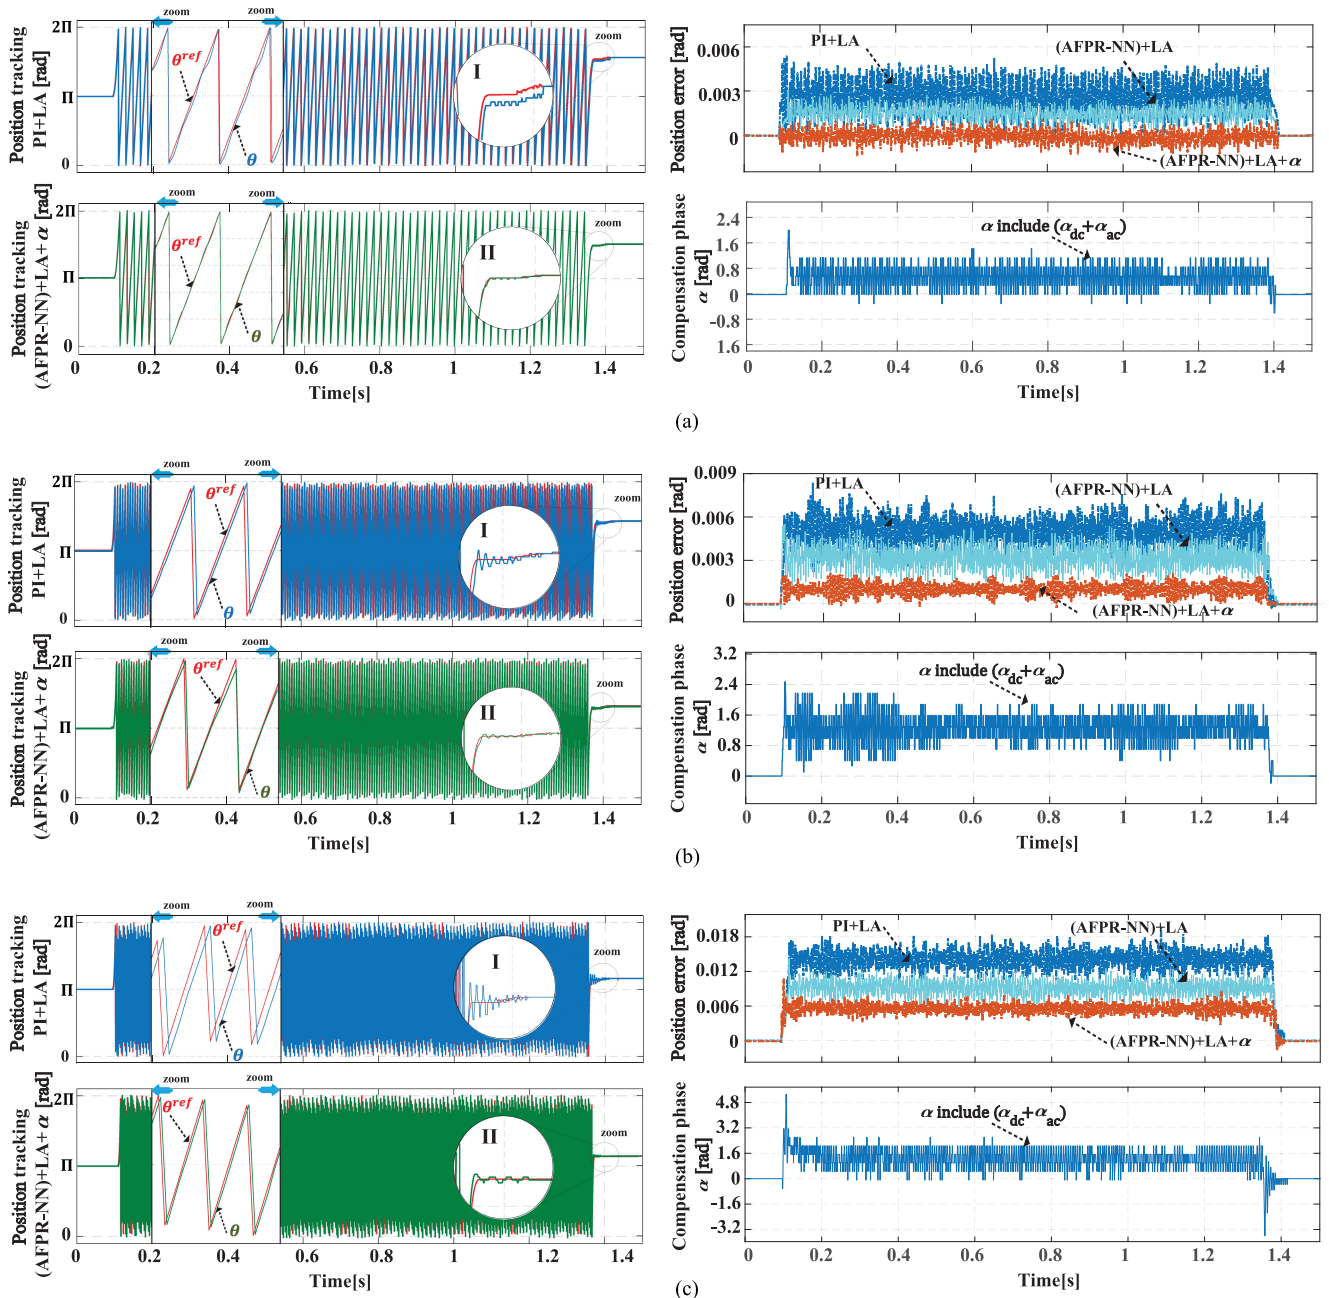 Position tracking
PI+LA [rad]
2Π
Π
0
zoom
zoom
θ^ref
θ
I
zoom
Position tracking
(AFPR-NN)+LA+α [rad]
2Π
Π
0
zoom
zoom
θ^ref
θ
II
zoom
0 0.2 0.4 0.6 0.8 1 1.2 1.4
Time[s]
Position error[rad]
0.006
0.003
0
PI+LA
(AFPR-NN)+LA
(AFPR-NN)+LA+α
Compensation phase
α [rad]
2.4
1.6
0.8
0
-0.8
1.6
α include (α_dc+α_ac)
0 0.2 0.4 0.6 0.8 1 1.2 1.4
Time[s]
(a)
Position tracking
PI+LA [rad]
2Π
Π
0
zoom
zoom
θ^ref
θ
I
zoom
Position tracking
(AFPR-NN)+LA+α [rad]
2Π
Π
0
zoom
zoom
θ^ref
θ
II
zoom
0 0.2 0.4 0.6 0.8 1 1.2 1.4
Time[s]
Position error[rad]
0.009
0.006
0.003
0
PI+LA
(AFPR-NN)+LA
(AFPR-NN)+LA+α
Compensation phase
α [rad]
3.2
2.4
1.6
0.8
0
α include (α_dc+α_ac)
0 0.2 0.4 0.6 0.8 1 1.2 1.4
Time[s]
(b)
Position tracking
PI+LA [rad]
2Π
Π
0
zoom
zoom
θ^ref
θ
I
zoom
Position tracking
(AFPR-NN)+LA+α [rad]
2Π
Π
0
zoom
zoom
θ^ref
θ
II
zoom
0 0.2 0.4 0.6 0.8 1 1.2 1.4
Time[s]
Position error[rad]
0.018
0.012
0.006
0
PI+LA
(AFPR-NN)+LA
(AFPR-NN)+LA+α
Compensation phase
α [rad]
4.8
3.2
1.6
0
-1.6
-3.2
α include (α_dc+α_ac)
0 0.2 0.4 0.6 0.8 1 1.2 1.4
Time[s]
(c)